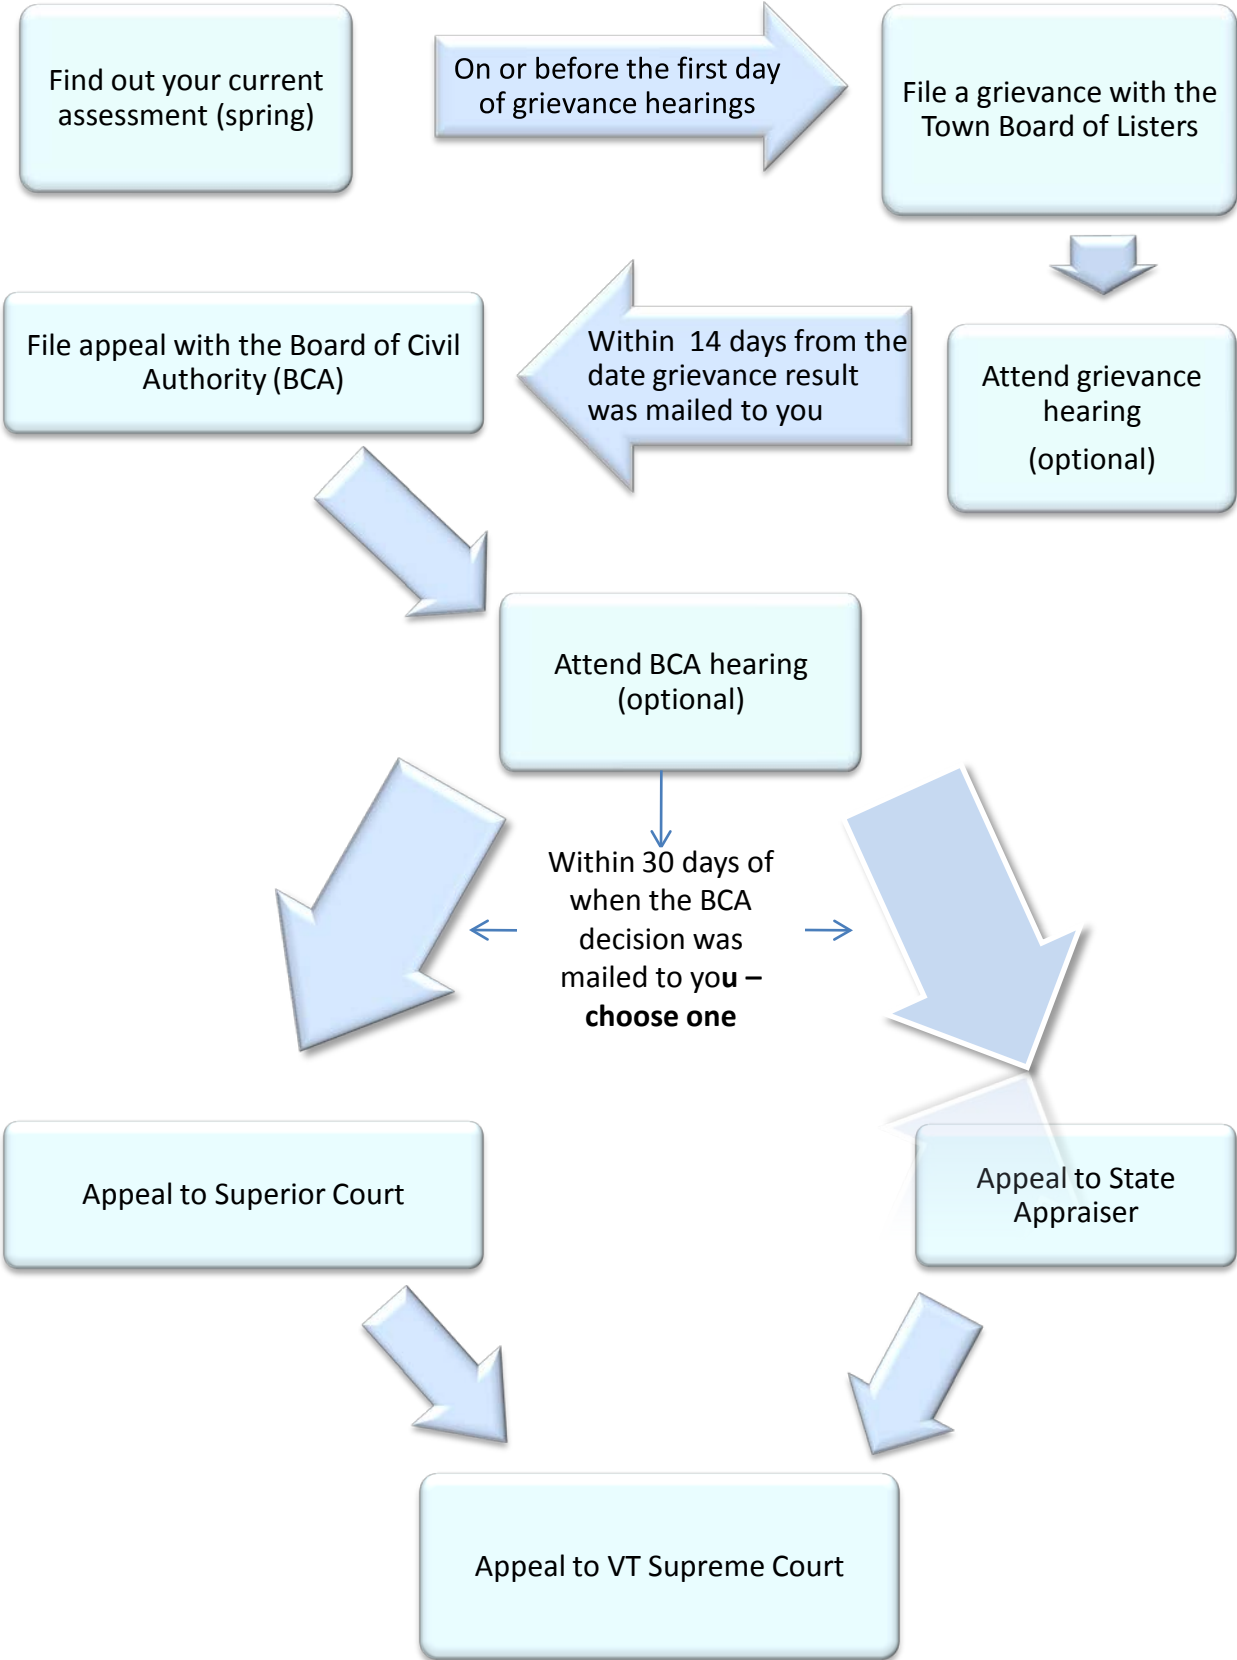 Find out your current
assessment (spring)
On or before the first day
of grievance hearings
File a grievance with the
Town Board of Listers
File appeal with the Board of Civil
Authority (BCA)
Within  14 days from the
date grievance result
was mailed to you
Attend grievance
hearing
(optional)
Attend BCA hearing
(optional)
Within 30 days of
when the BCA
decision was
mailed to you –
choose one
Appeal to Superior Court
Appeal to State
Appraiser
Appeal to VT Supreme Court